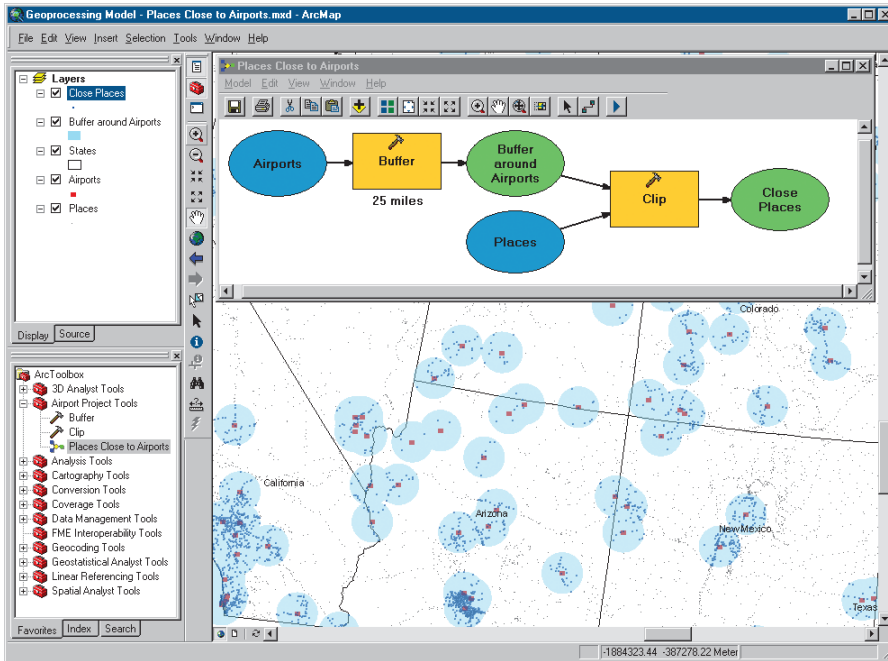 Geoprocessing Model - Places Close to Airports.mxd - ArcMap
File Edit View Insert Selection Tools Window Help
Layers
Close Places
Buffer around Airports
States
Airports
Places
Display Source
ArcToolbox
3D Analyst Tools
Airport Project Tools
Buffer
Clip
Places Close to Airports
Analysis Tools
Cartography Tools
Conversion Tools
Coverage Tools
Data Management Tools
FME Interoperability Tools
Geocoding Tools
Geostatistical Analyst Tools
Linear Referencing Tools
Spatial Analyst Tools
Favorites Index Search
Places Close to Airports
Model Edit View Window Help
Airports
Buffer
25 miles
Buffer
around
Airports
Places
Clip
Close
Places
Colorado
California
Arizona
New Mexico
Texas
-1884323.44 -387278.22 Meter